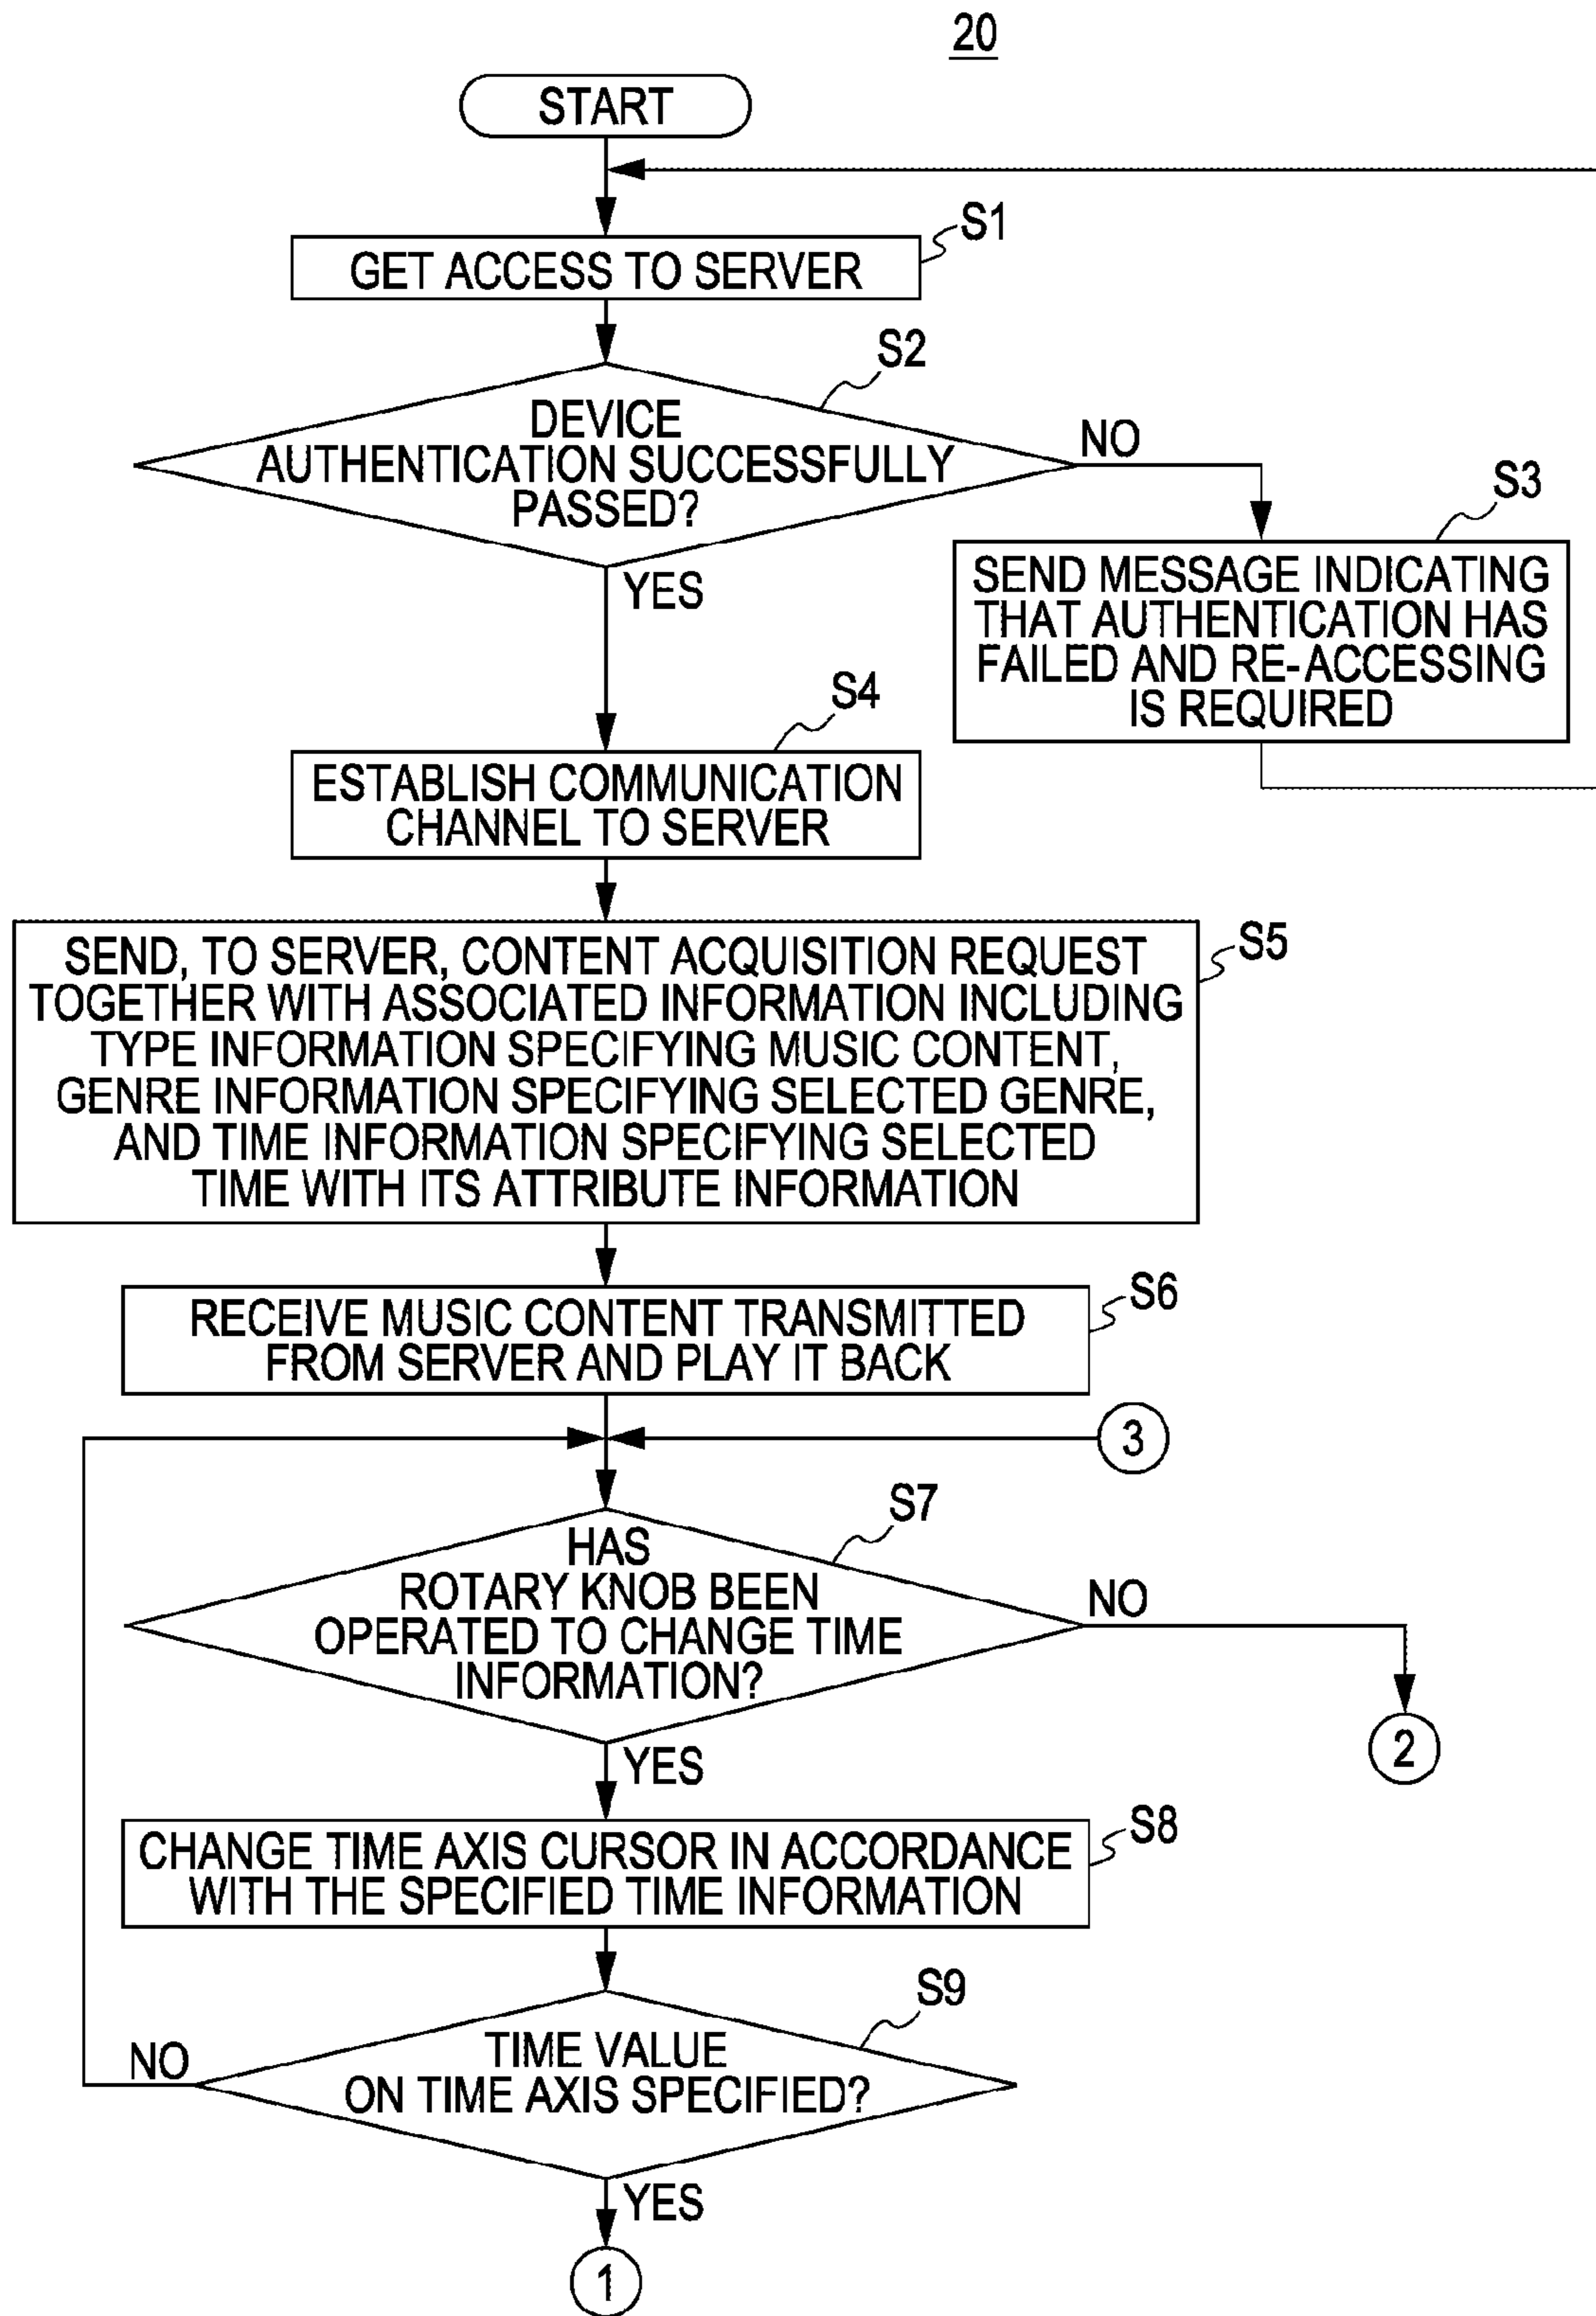 20
START
S1
GET ACCESS TO SERVER
S2
DEVICE
AUTHENTICATION SUCCESSFULLY
PASSED?
NO
YES
S3
SEND MESSAGE INDICATING
THAT AUTHENTICATION HAS
FAILED AND RE-ACCESSING
IS REQUIRED
S4
ESTABLISH COMMUNICATION
CHANNEL TO SERVER
S5
SEND, TO SERVER, CONTENT ACQUISITION REQUEST
TOGETHER WITH ASSOCIATED INFORMATION INCLUDING
TYPE INFORMATION SPECIFYING MUSIC CONTENT,
GENRE INFORMATION SPECIFYING SELECTED GENRE,
AND TIME INFORMATION SPECIFYING SELECTED
TIME WITH ITS ATTRIBUTE INFORMATION
S6
RECEIVE MUSIC CONTENT TRANSMITTED
FROM SERVER AND PLAY IT BACK
3
S7
HAS
ROTARY KNOB BEEN
OPERATED TO CHANGE TIME
INFORMATION?
NO
2
YES
S8
CHANGE TIME AXIS CURSOR IN ACCORDANCE
WITH THE SPECIFIED TIME INFORMATION
S9
TIME VALUE
ON TIME AXIS SPECIFIED?
NO
YES
1